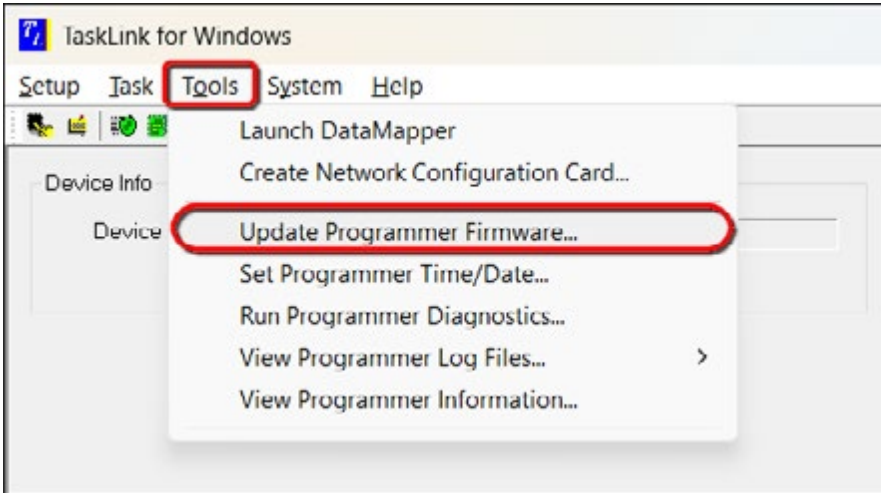 TaskLink for Windows
Setup Task Tools System Help
Launch DataMapper
Create Network Configuration Card...
Device Info
Device
Update Programmer Firmware...
Set Programmer Time/Date...
Run Programmer Diagnostics...
View Programmer Log Files...
View Programmer Information...